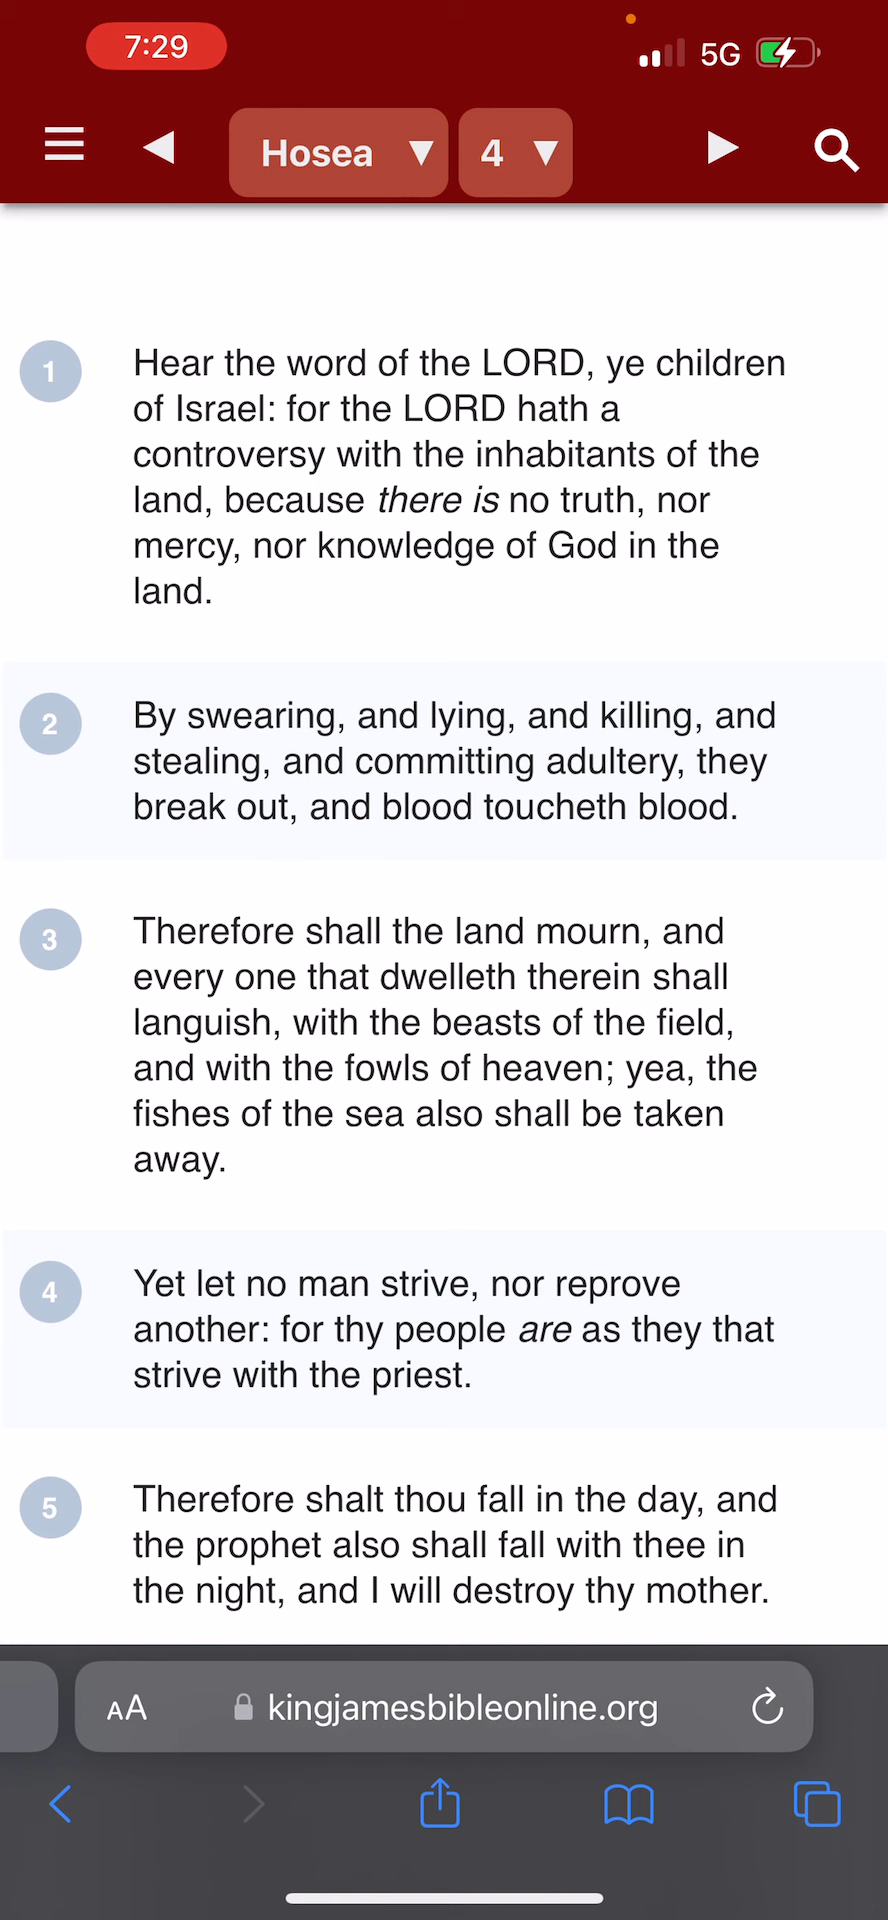 7:29
5G
Hosea ▼ 4 ▼
1
Hear the word of the LORD, ye children
of Israel: for the LORD hath a
controversy with the inhabitants of the
land, because there is no truth, nor
mercy, nor knowledge of God in the
land.
2
By swearing, and lying, and killing, and
stealing, and committing adultery, they
break out, and blood toucheth blood.
3
Therefore shall the land mourn, and
every one that dwelleth therein shall
languish, with the beasts of the field,
and with the fowls of heaven; yea, the
fishes of the sea also shall be taken
away.
4
Yet let no man strive, nor reprove
another: for thy people are as they that
strive with the priest.
5
Therefore shalt thou fall in the day, and
the prophet also shall fall with thee in
the night, and I will destroy thy mother.
AA kingjamesbibleonline.org